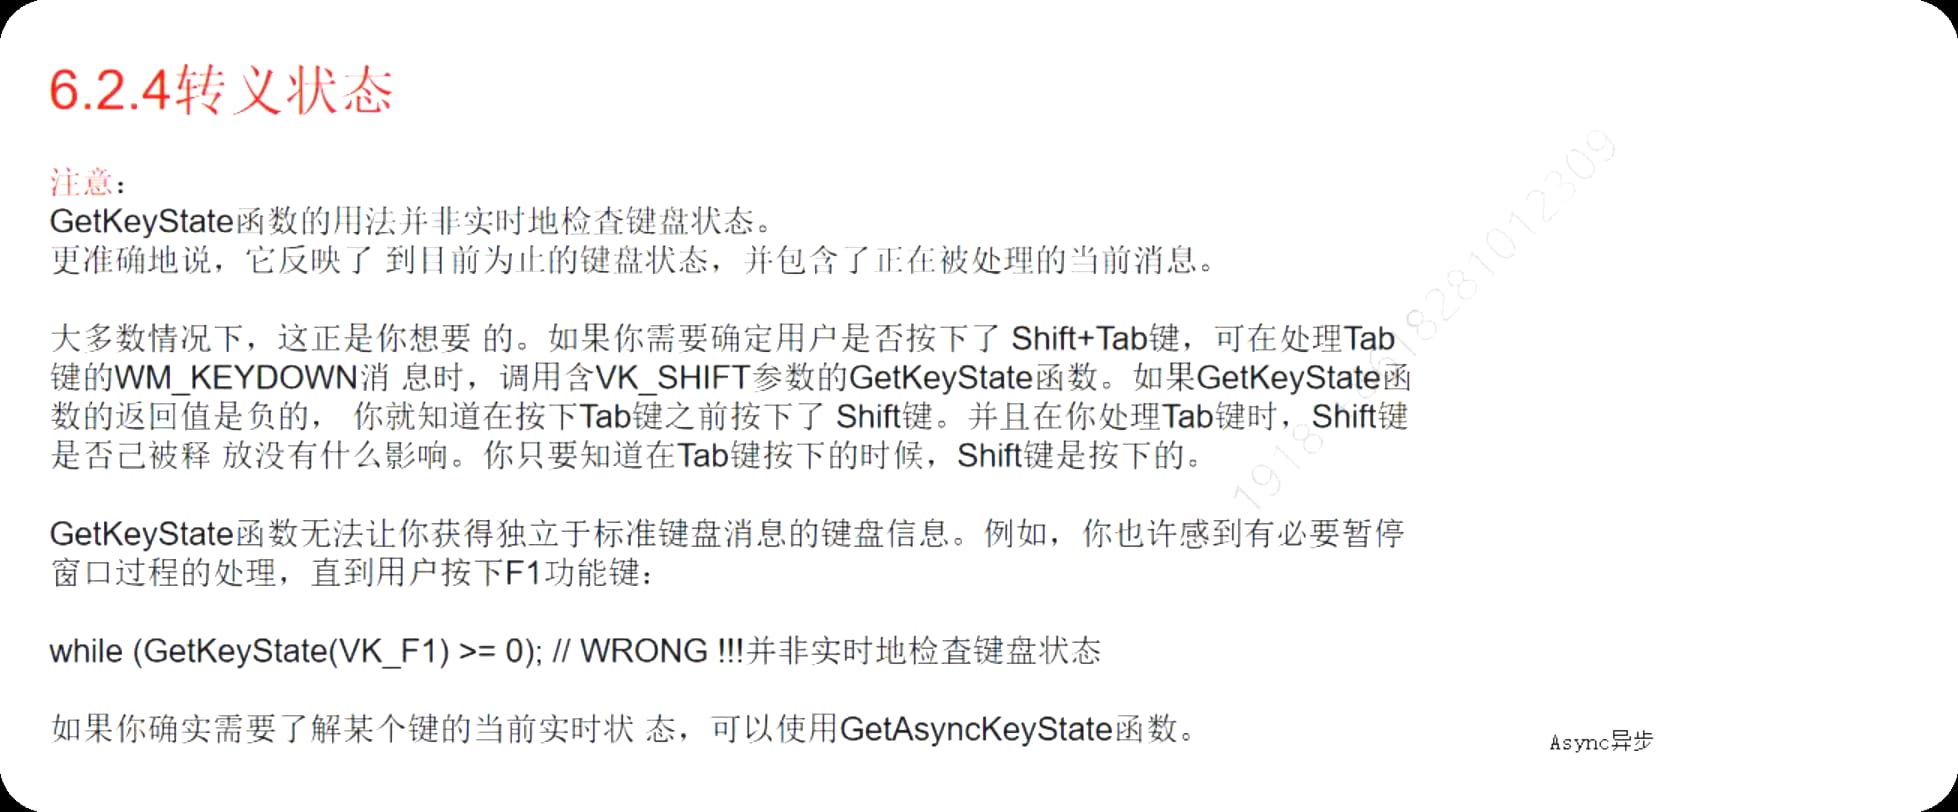 6.2.4转义状态
注意：
GetKeyState函数的用法并非实时地检查键盘状态。
更准确地说，它反映了 到目前为止的键盘状态，并包含了正在被处理的当前消息。
大多数情况下，这正是你想要 的。如果你需要确定用户是否按下了 Shift+Tab键，可在处理Tab
键的WM_KEYDOWN消 息时，调用含VK_SHIFT参数的GetKeyState函数。如果GetKeyState函
数的返回值是负的， 你就知道在按下Tab键之前按下了 Shift键。并且在你处理Tab键时，Shift键
是否己被释 放没有什么影响。你只要知道在Tab键按下的时候，Shift键是按下的。
GetKeyState函数无法让你获得独立于标准键盘消息的键盘信息。例如，你也许感到有必要暂停
窗口过程的处理，直到用户按下F1功能键：
while (GetKeyState(VK_F1) >= 0); // WRONG !!!并非实时地检查键盘状态
如果你确实需要了解某个键的当前实时状 态，可以使用GetAsyncKeyState函数。
Async异步